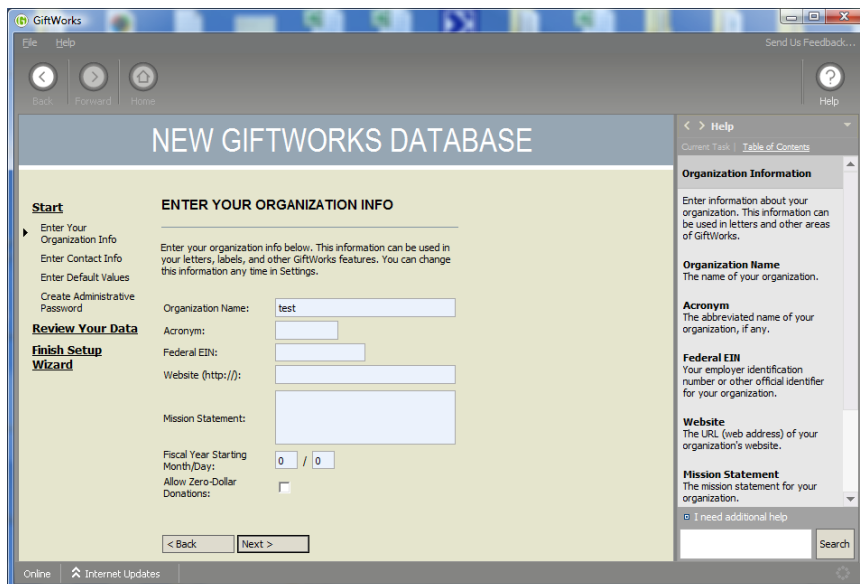 GiftWorks
File Help
Send Us Feedback...
Back Forward Home
Help
NEW GIFTWORKS DATABASE
Start
Enter Your
Organization Info
Enter Contact Info
Enter Default Values
Create Administrative
Password
Review Your Data
Finish Setup
Wizard
ENTER YOUR ORGANIZATION INFO
Enter your organization info below. This information can be used in
your letters, labels, and other GiftWorks features. You can change
this information any time in Settings.
Organization Name: test
Acronym:
Federal EIN:
Website (http://):
Mission Statement:
Fiscal Year Starting
Month/Day: 0 / 0
Allow Zero-Dollar
Donations:
< Back Next >
< > Help
Current Task | Table of Contents
Organization Information
Enter information about your
organization. This information can
be used in letters and other areas
of GiftWorks.
Organization Name
The name of your organization.
Acronym
The abbreviated name of your
organization, if any.
Federal EIN
Your employer identification
number or other official identifier
for your organization.
Website
The URL (web address) of your
organization's website.
Mission Statement
The mission statement for your
organization.
I need additional help
Search
Online Internet Updates